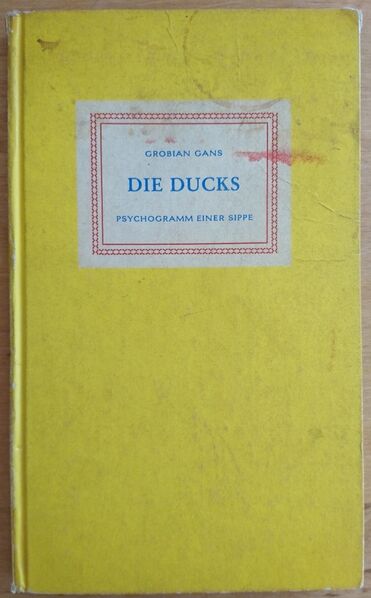 GROBIAN GANS
DIE DUCKS
PSYCHOGRAMM EINER SIPPE